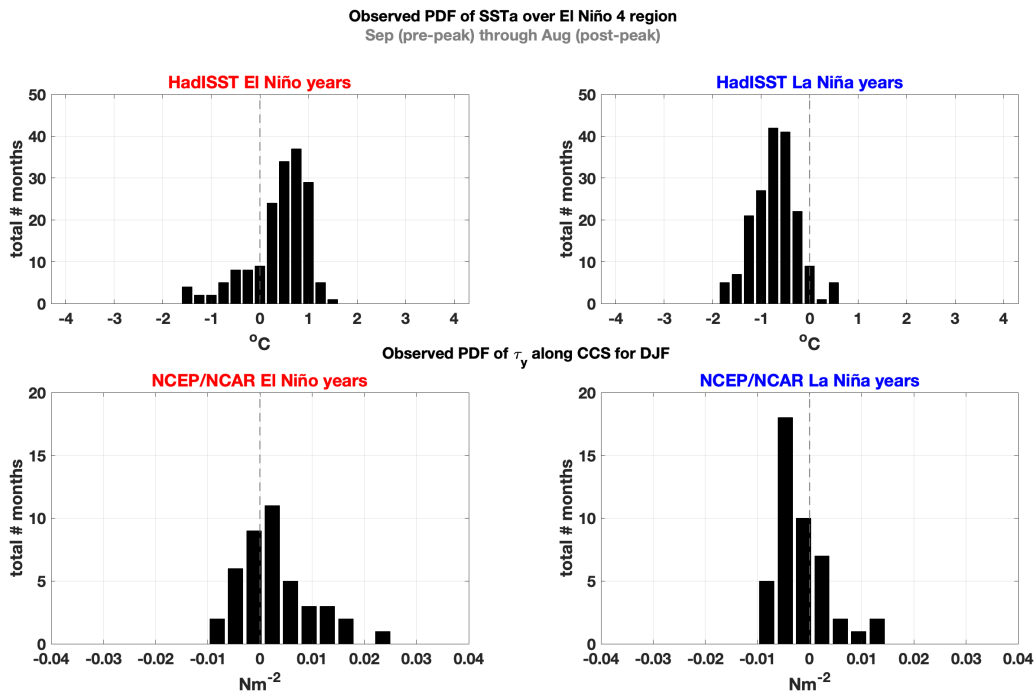 Observed PDF of SSTa over El Niño 4 region
Sep (pre-peak) through Aug (post-peak)
HadISST El Niño years
50
40
30
20
10
0
total # months
-4 -3 -2 -1 0 1 2 3 4
°C
HadISST La Niña years
50
40
30
20
10
0
total # months
-4 -3 -2 -1 0 1 2 3 4
°C
Observed PDF of τy along CCS for DJF
NCEP/NCAR El Niño years
20
15
10
5
0
total # months
-0.04 -0.03 -0.02 -0.01 0 0.01 0.02 0.03 0.04
Nm-2
NCEP/NCAR La Niña years
20
15
10
5
0
total # months
-0.04 -0.03 -0.02 -0.01 0 0.01 0.02 0.03 0.04
Nm-2